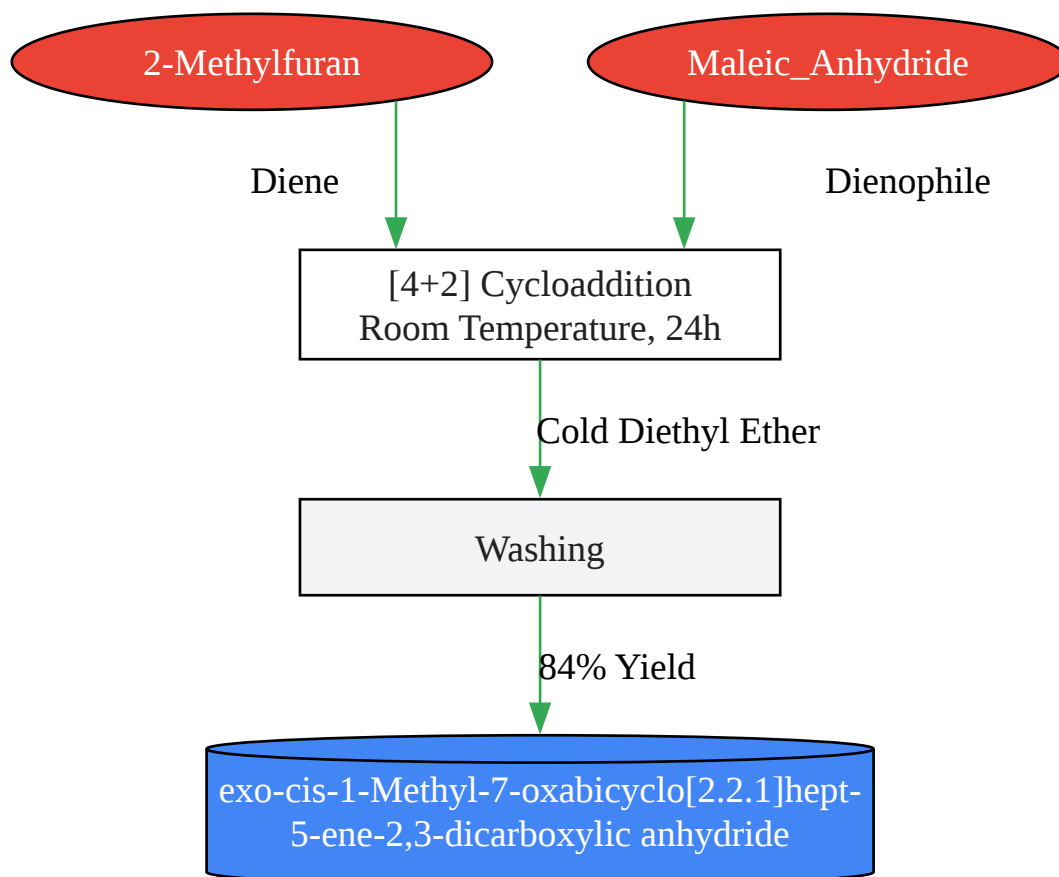 2-Methylfuran
Maleic_Anhydride
Diene
Dienophile
[4+2] Cycloaddition
Room Temperature, 24h
Cold Diethyl Ether
Washing
84% Yield
exo-cis-1-Methyl-7-oxabicyclo[2.2.1]hept-
5-ene-2,3-dicarboxylic anhydride